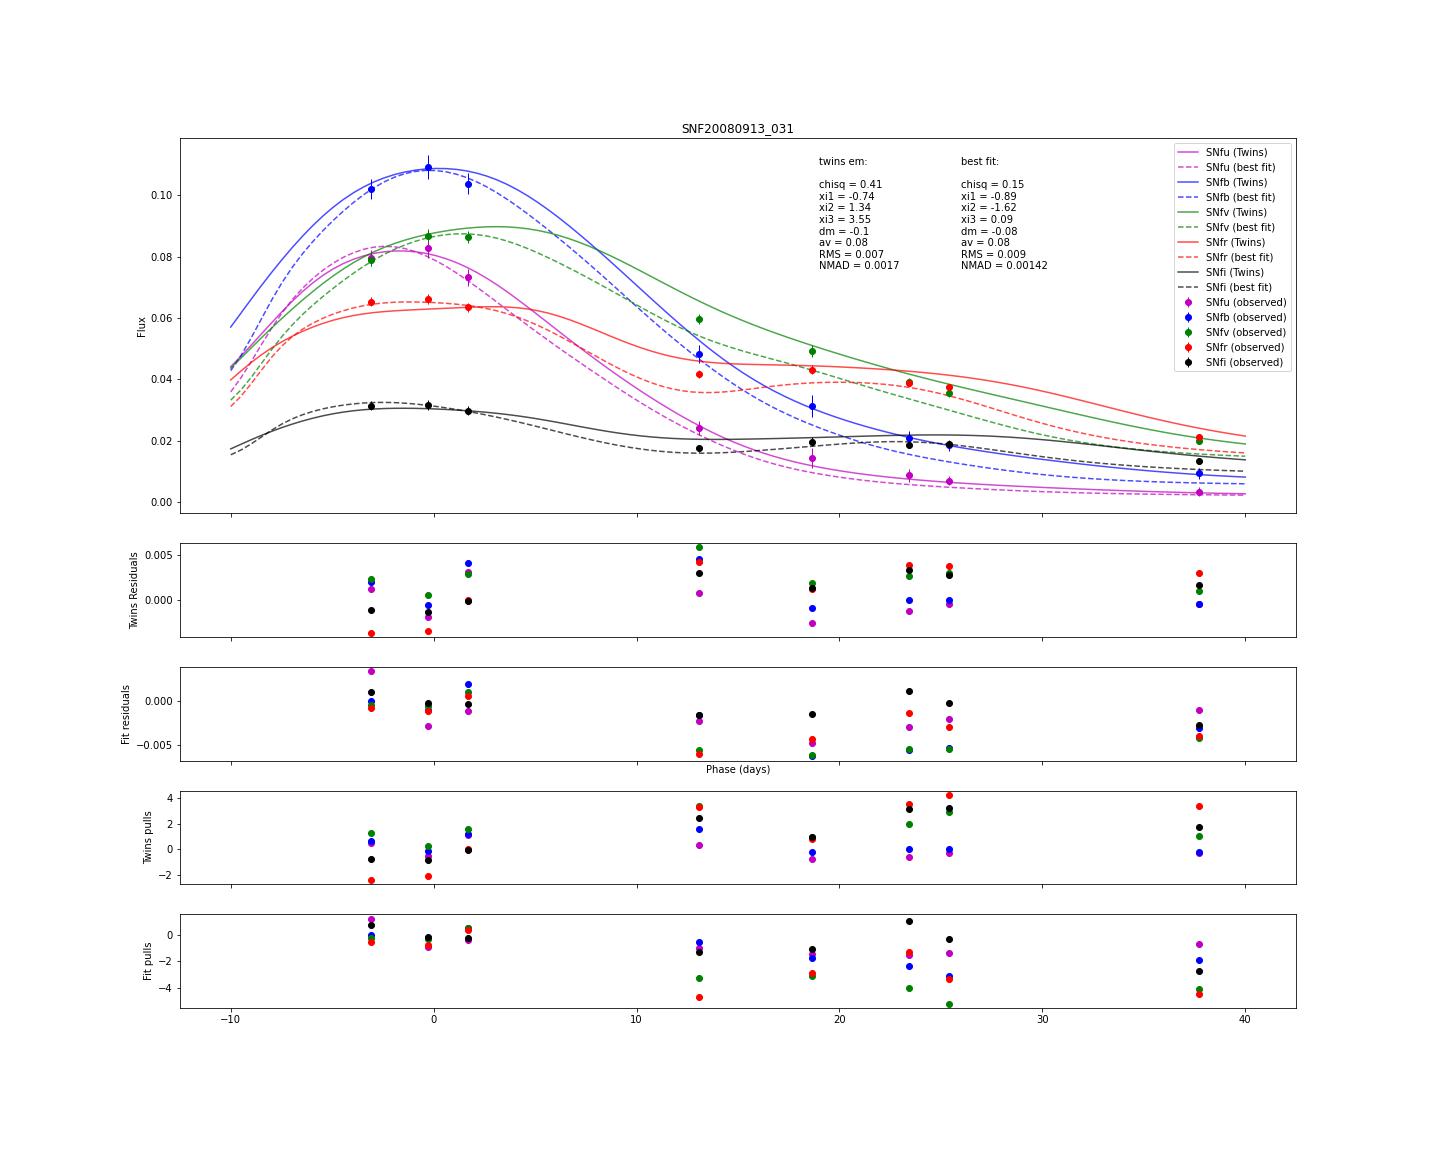 SNF20080913_031
twins em:
chisq = 0.41
xi1 = -0.74
xi2 = 1.34
xi3 = 3.55
dm = -0.1
av = 0.08
RMS = 0.007
NMAD = 0.0017
best fit:
chisq = 0.15
xi1 = -0.89
xi2 = -1.62
xi3 = 0.09
dm = -0.08
av = 0.08
RMS = 0.009
NMAD = 0.00142
SNfu (Twins)
SNfu (best fit)
SNfb (Twins)
SNfb (best fit)
SNfv (Twins)
SNfv (best fit)
SNfr (Twins)
SNfr (best fit)
SNfi (Twins)
SNfi (best fit)
SNfu (observed)
SNfb (observed)
SNfv (observed)
SNfr (observed)
SNfi (observed)
Flux
0.10
0.08
0.06
0.04
0.02
0.00
Twins Residuals
0.005
0.000
Fit residuals
0.000
−0.005
Phase (days)
Twins pulls
4
2
0
−2
Fit pulls
0
−2
−4
−10
0
10
20
30
40